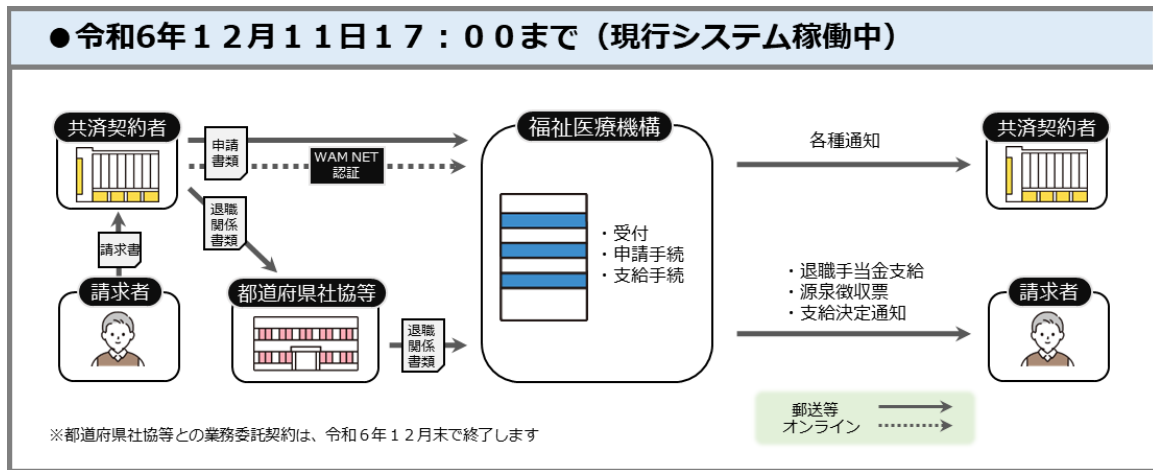 ●令和6年１２月１１日１７：００まで（現行システム稼働中）
共済契約者
申請
書類
WAM NET
認証
退職
関係
書類
請求書
請求者
都道府県社協等
退職
関係
書類
福祉医療機構
・受付
・申請手続
・支給手続
各種通知
共済契約者
・退職手当金支給
・源泉徴収票
・支給決定通知
請求者
郵送等
オンライン
※都道府県社協等との業務委託契約は、令和６年１２月末で終了します